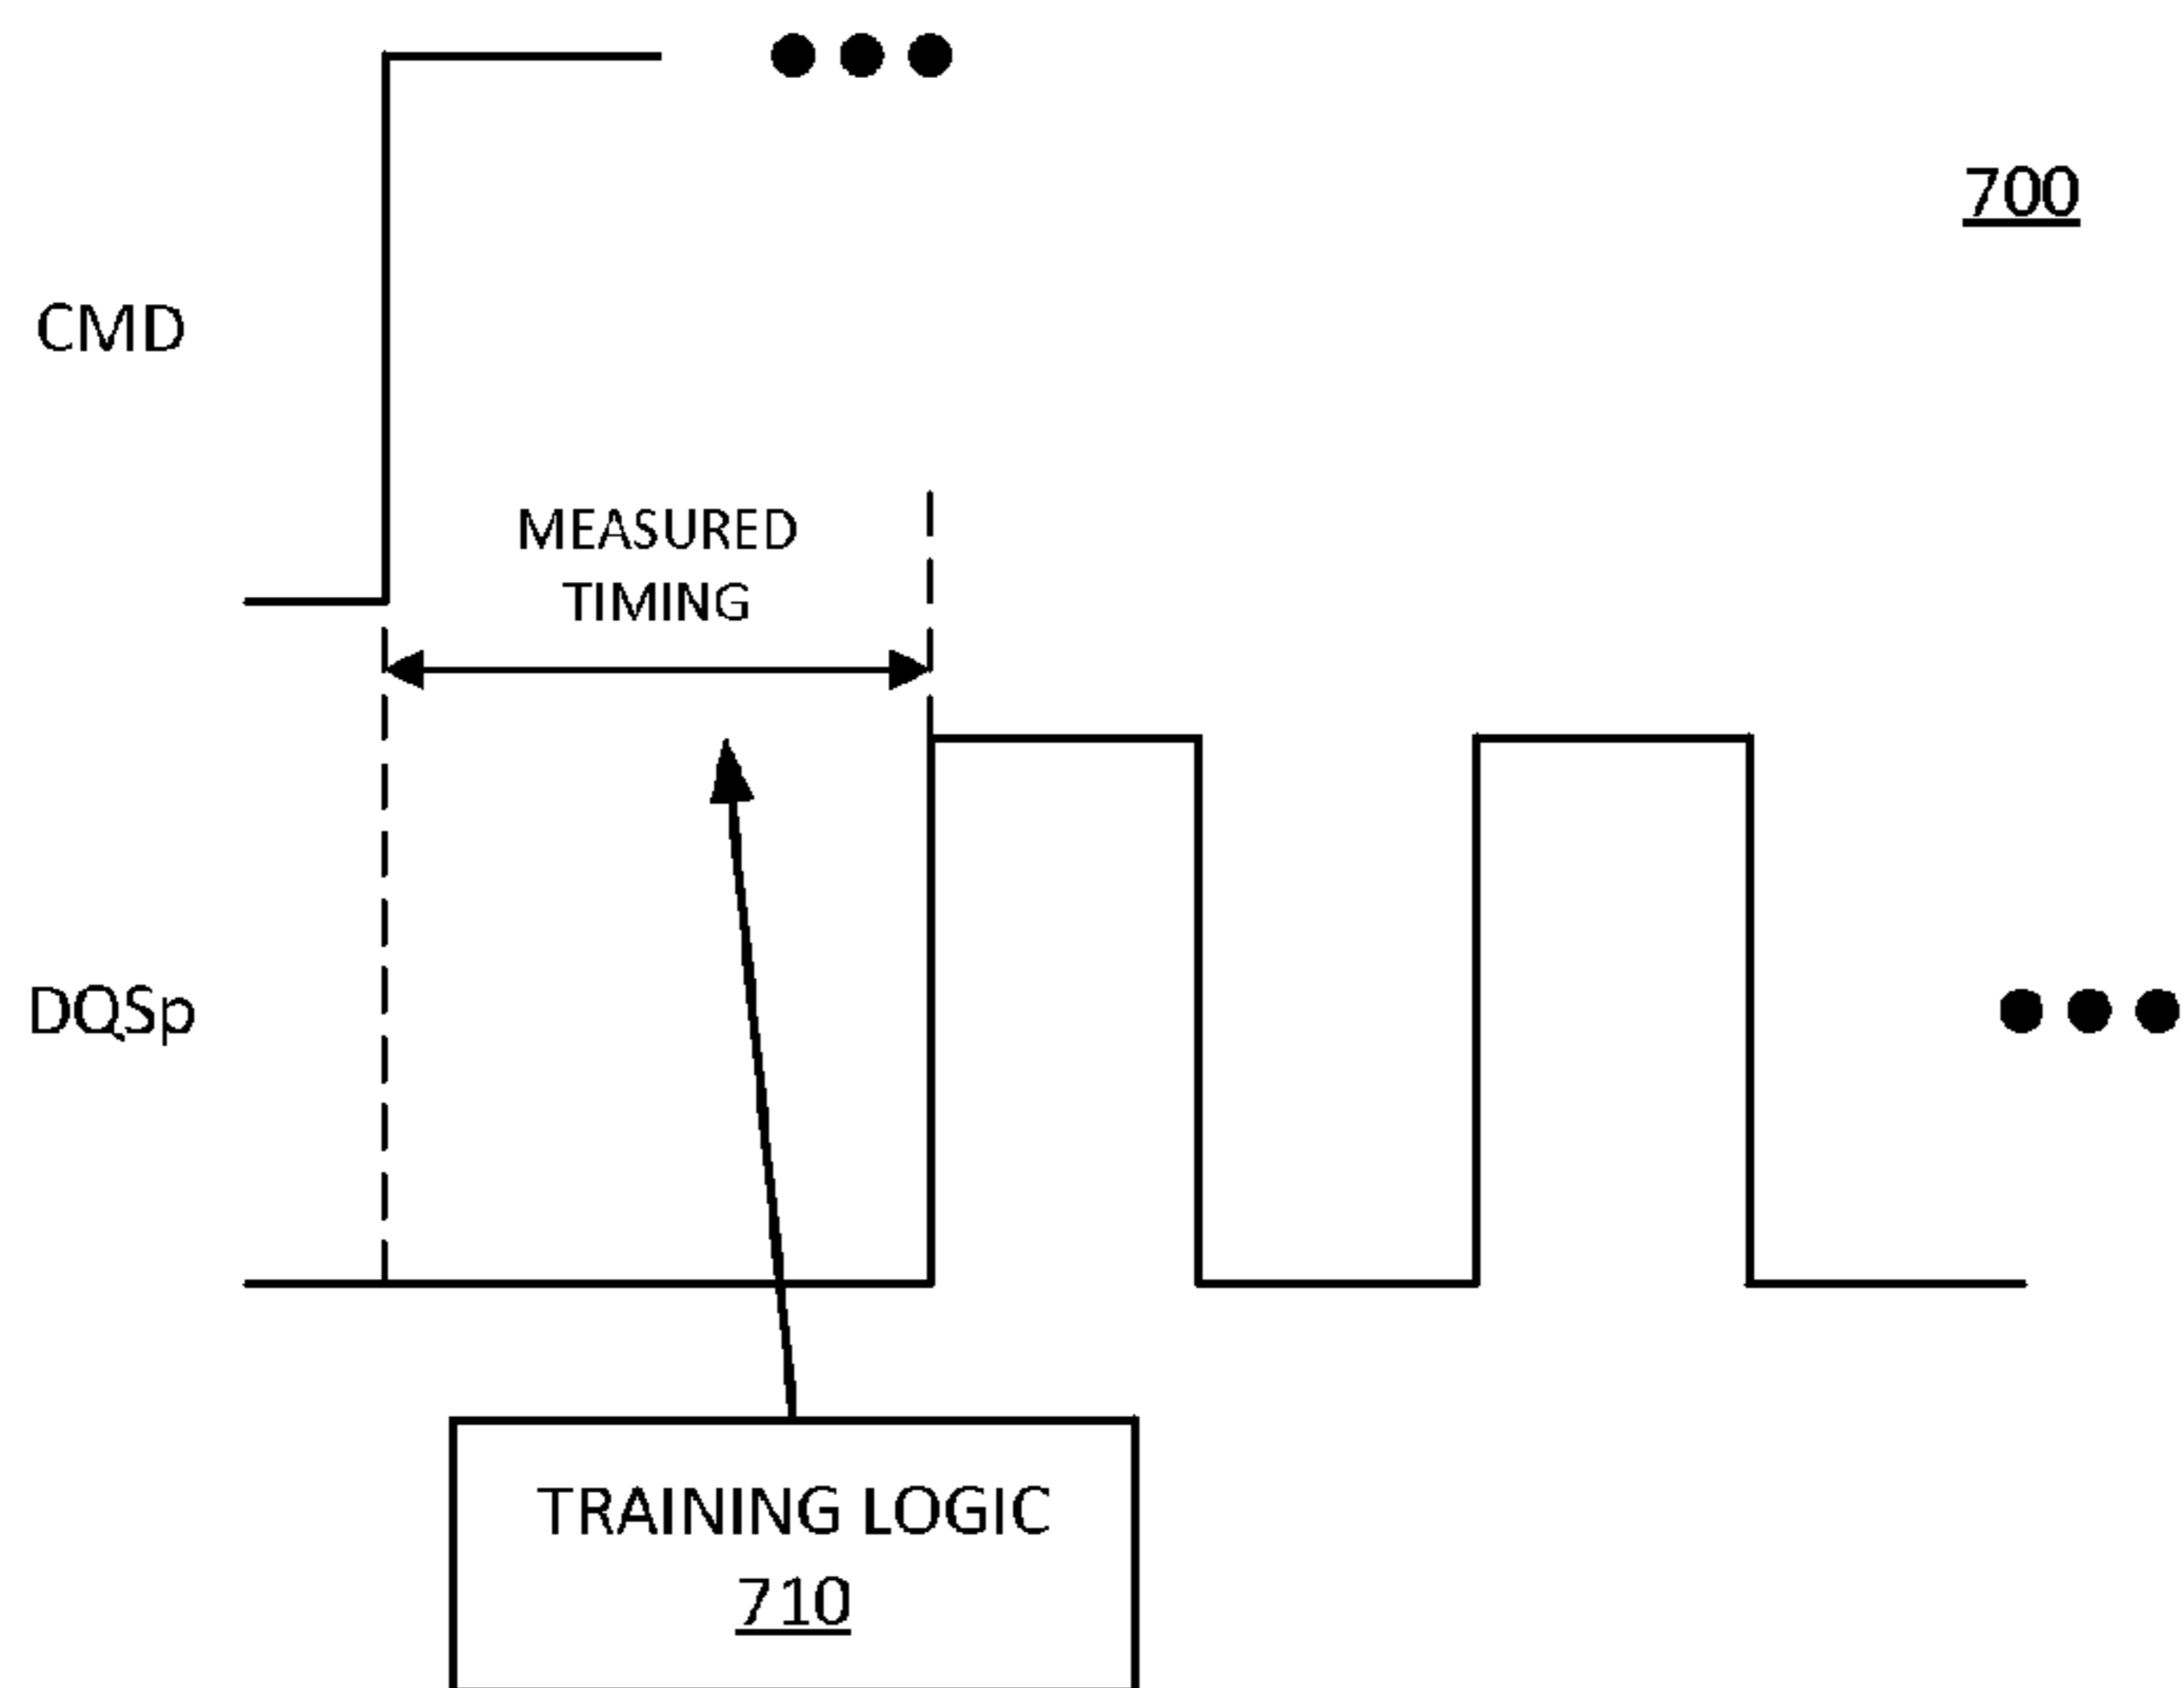 700
CMD
MEASURED
TIMING
DQSp
TRAINING LOGIC
710